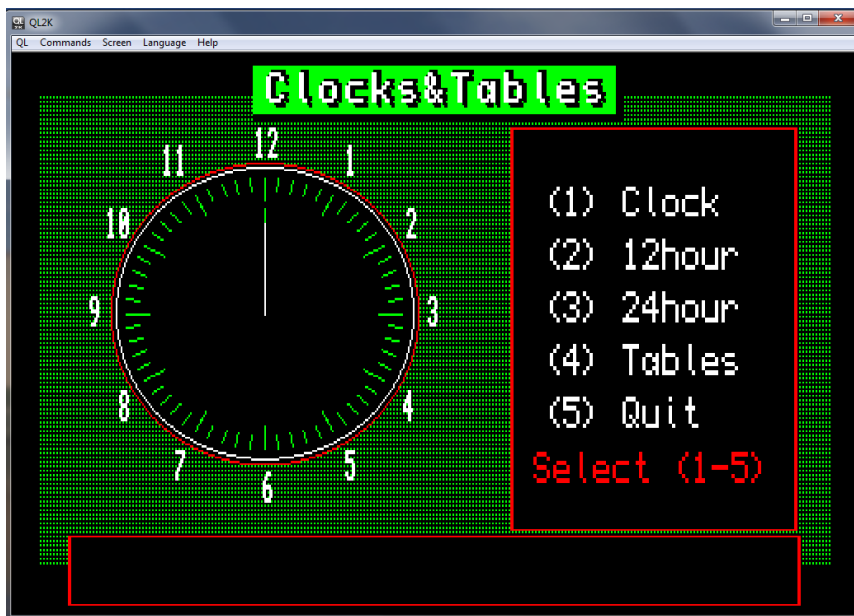 QL2K
QL Commands Screen Language Help
Clocks&Tables
12
11 1
10 2
9 3
8 4
7 5
6
(1) Clock
(2) 12hour
(3) 24hour
(4) Tables
(5) Quit
Select (1-5)